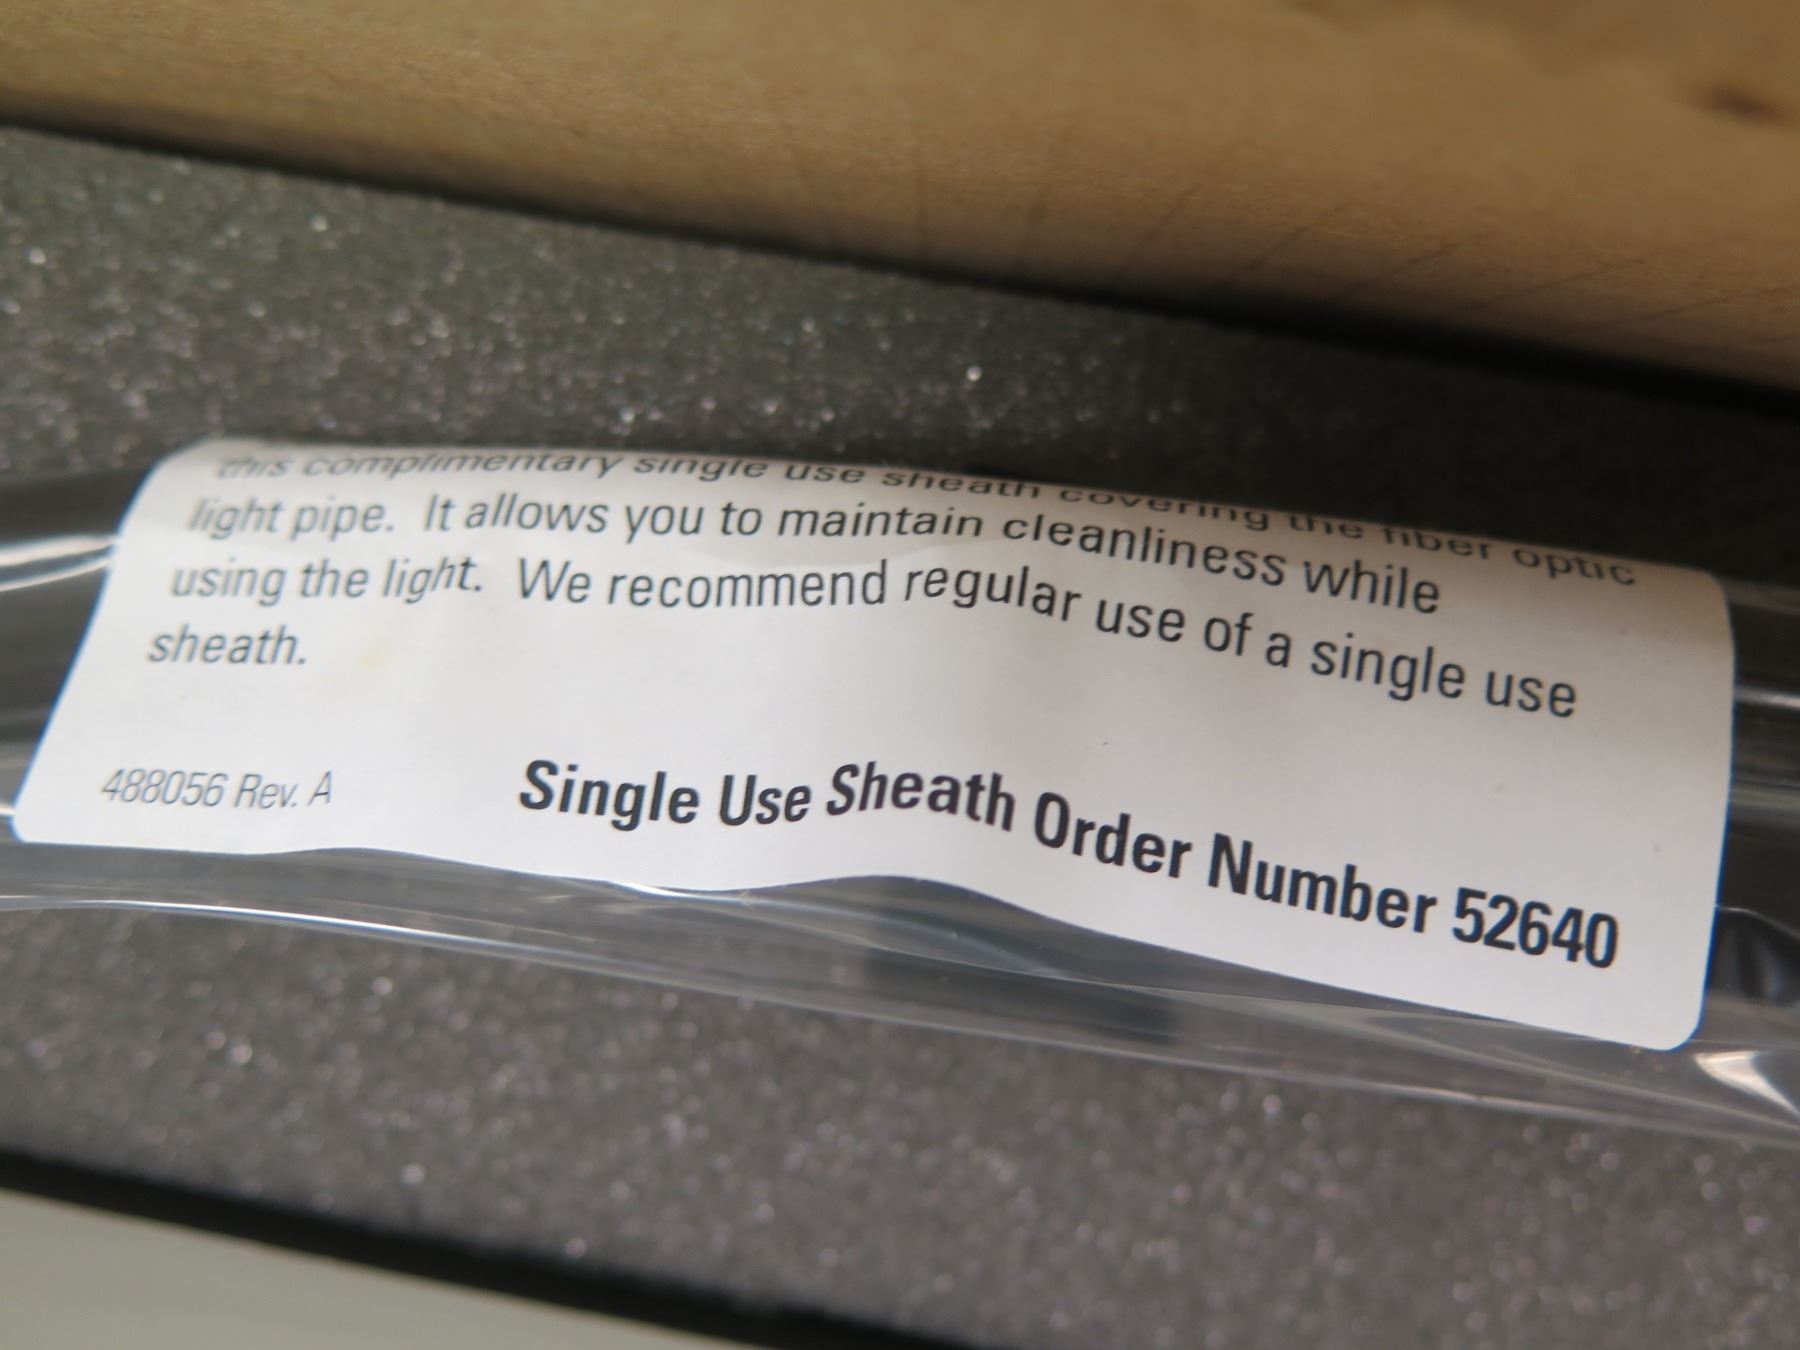 this complimentary single use sheath covering the fiber optic
light pipe. It allows you to maintain cleanliness while
using the light. We recommend regular use of a single use
sheath.
488056 Rev. A
Single Use Sheath Order Number 52640